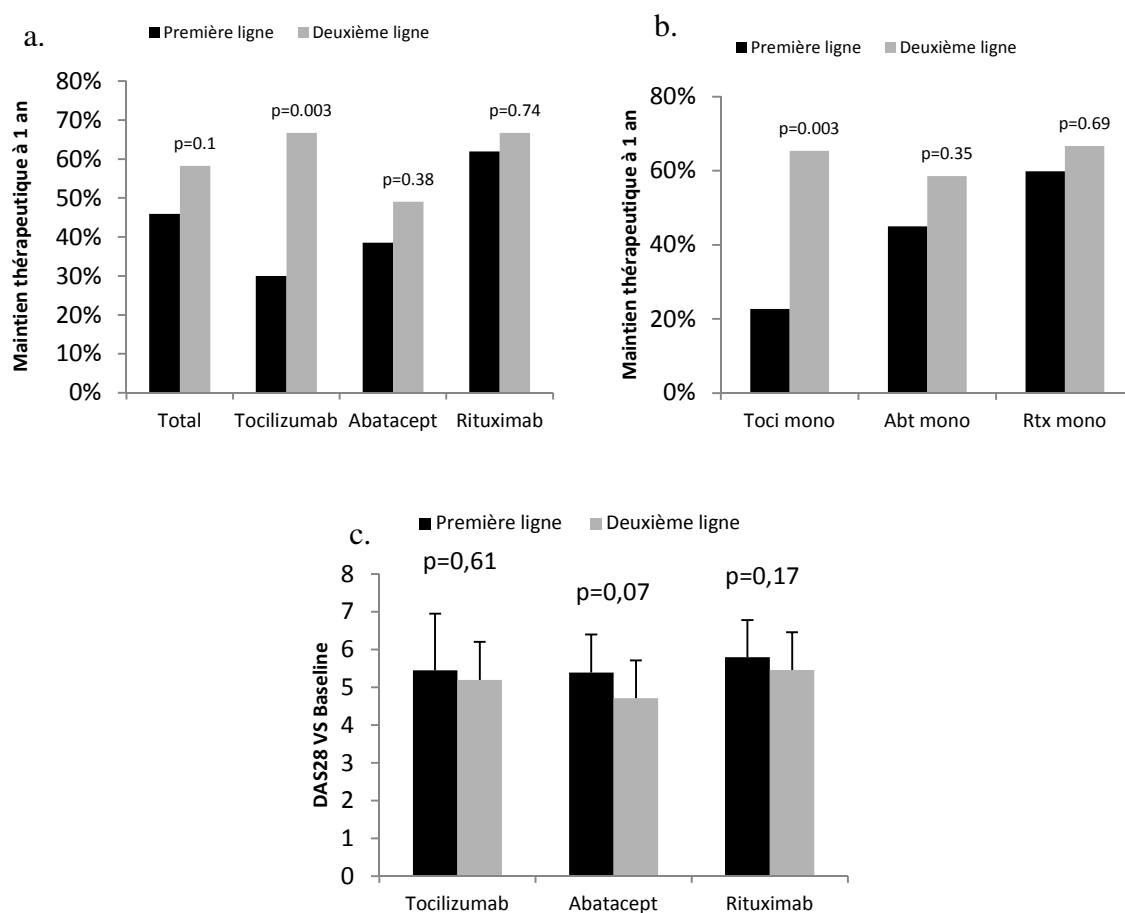 a.
Première ligne Deuxième ligne
Maintien thérapeutique à 1 an
80%
70%
60%
50%
40%
30%
20%
10%
0%
p=0.1
p=0.003
p=0.38
p=0.74
Total Tocilizumab Abatacept Rituximab
b.
Première ligne Deuxième ligne
Maintien thérapeutique à 1 an
80%
60%
40%
20%
0%
p=0.003
p=0.35
p=0.69
Toci mono Abt mono Rtx mono
c.
Première ligne Deuxième ligne
DAS28 VS Baseline
8
7
6
5
4
3
2
1
0
p=0,61
p=0,07
p=0,17
Tocilizumab Abatacept Rituximab